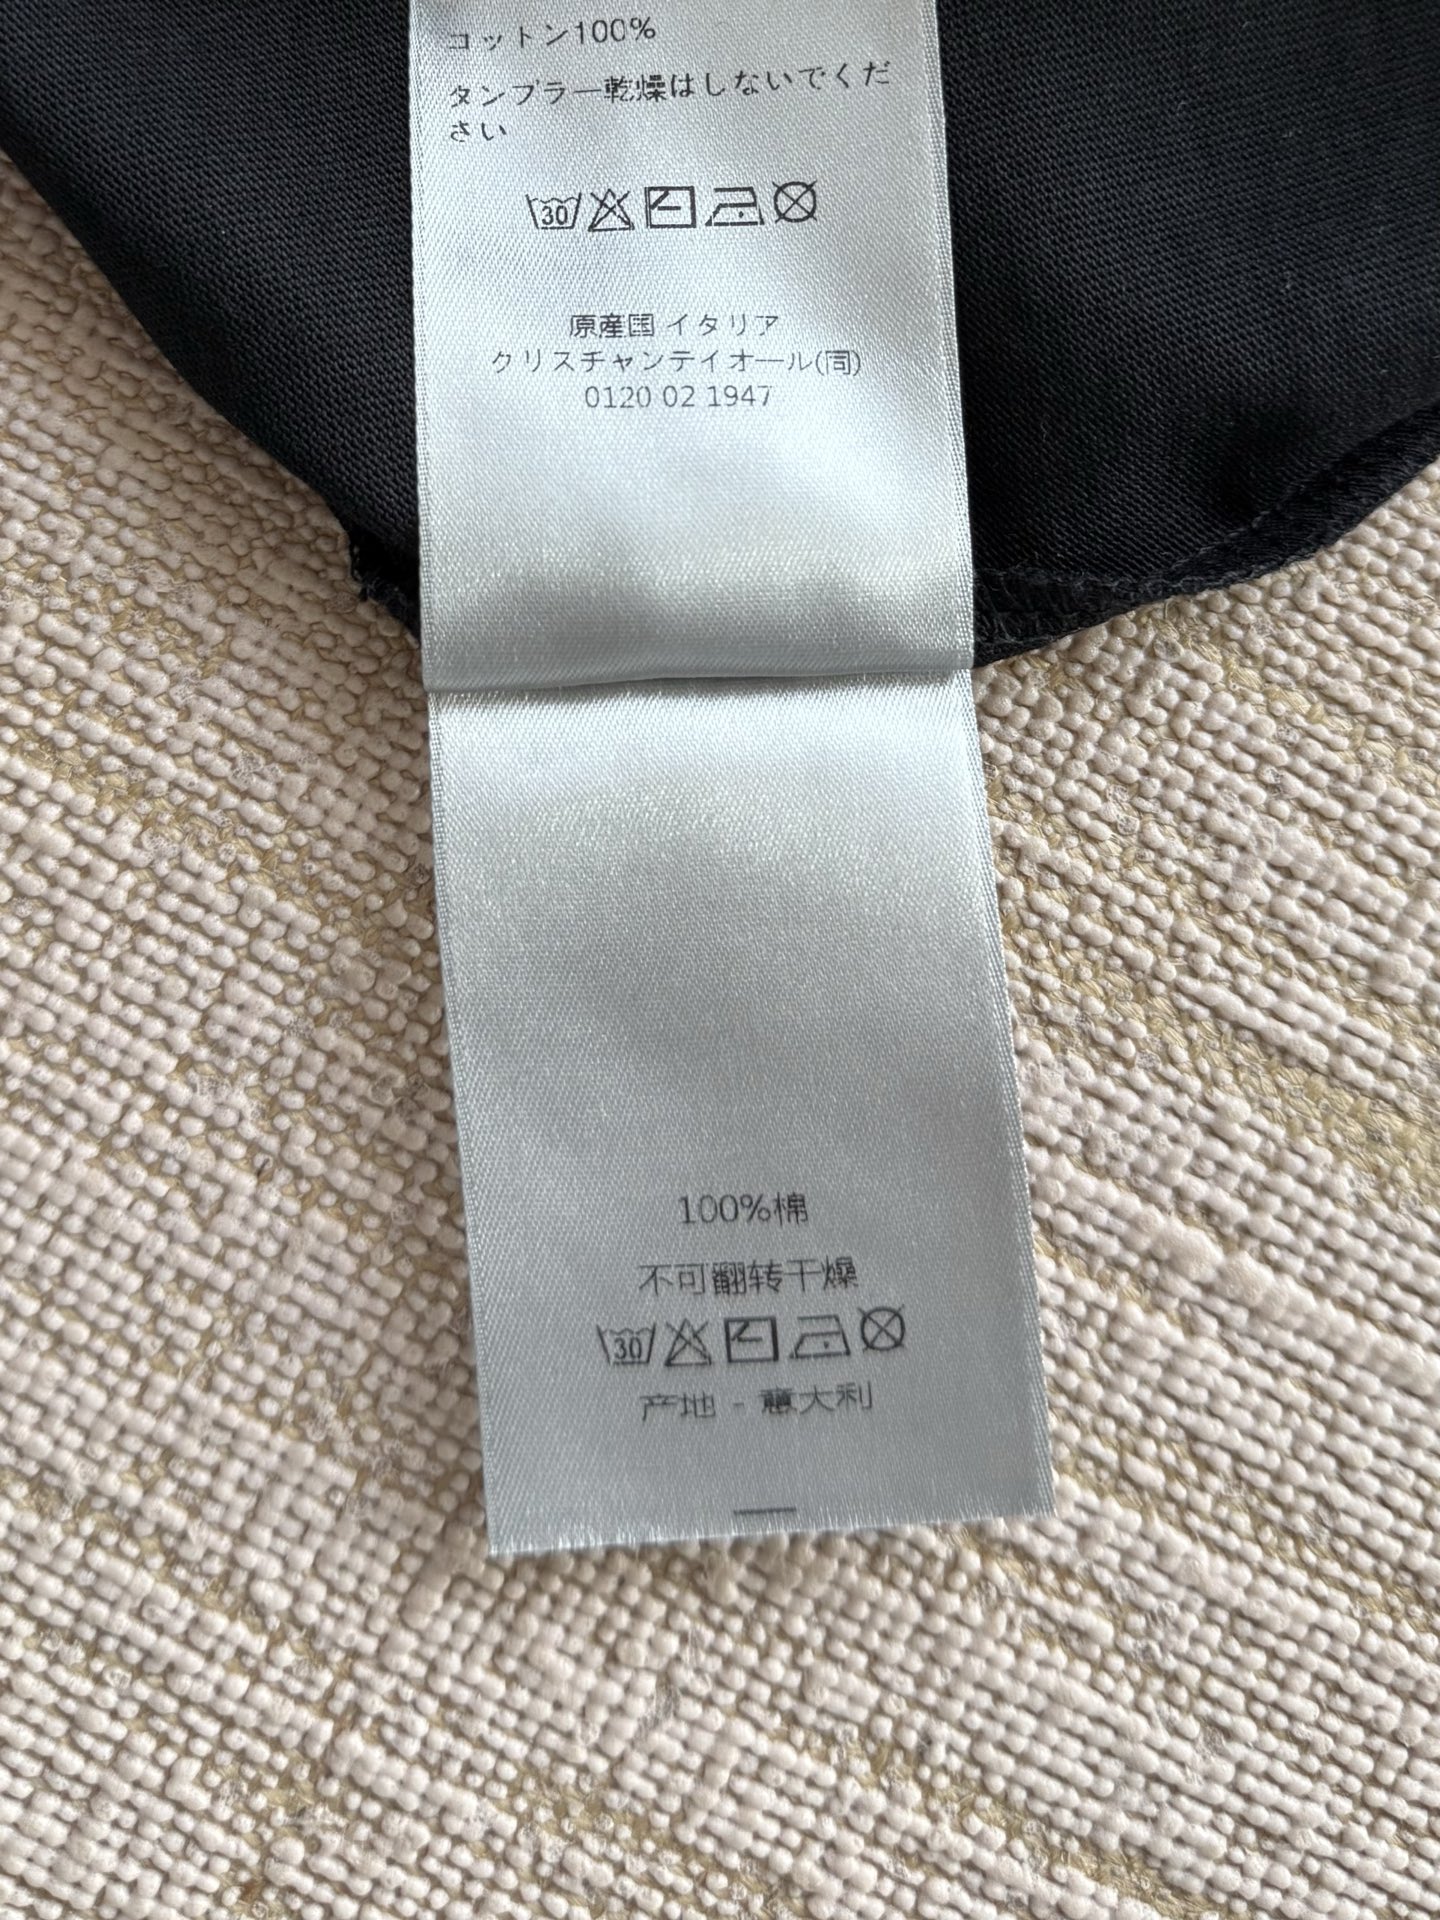 コットン100%
タンブラー乾燥はしないでくだ
さい
30
原産国 イタリア
クリスチャンディオール(同)
0120 02 1947
100%棉
不可翻转干燥
30
产地 - 意大利